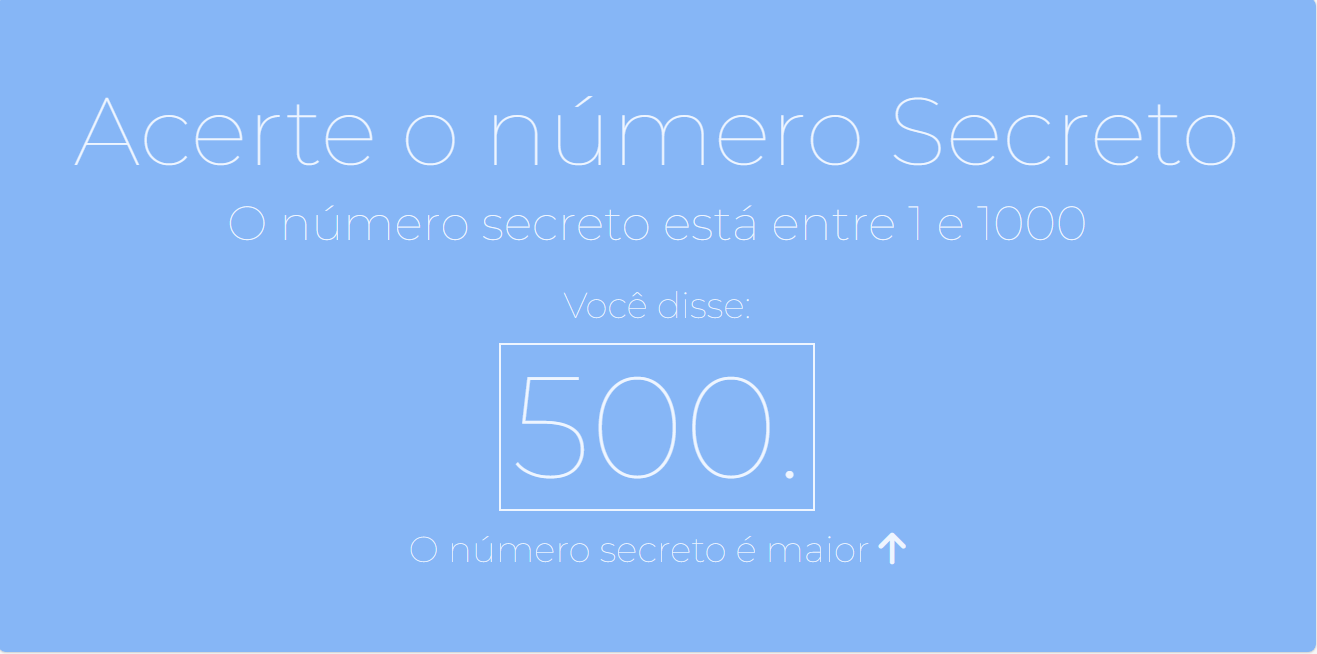 Acerte o número Secreto
O número secreto está entre 1 e 1000
Você disse:
500.
O número secreto é maior